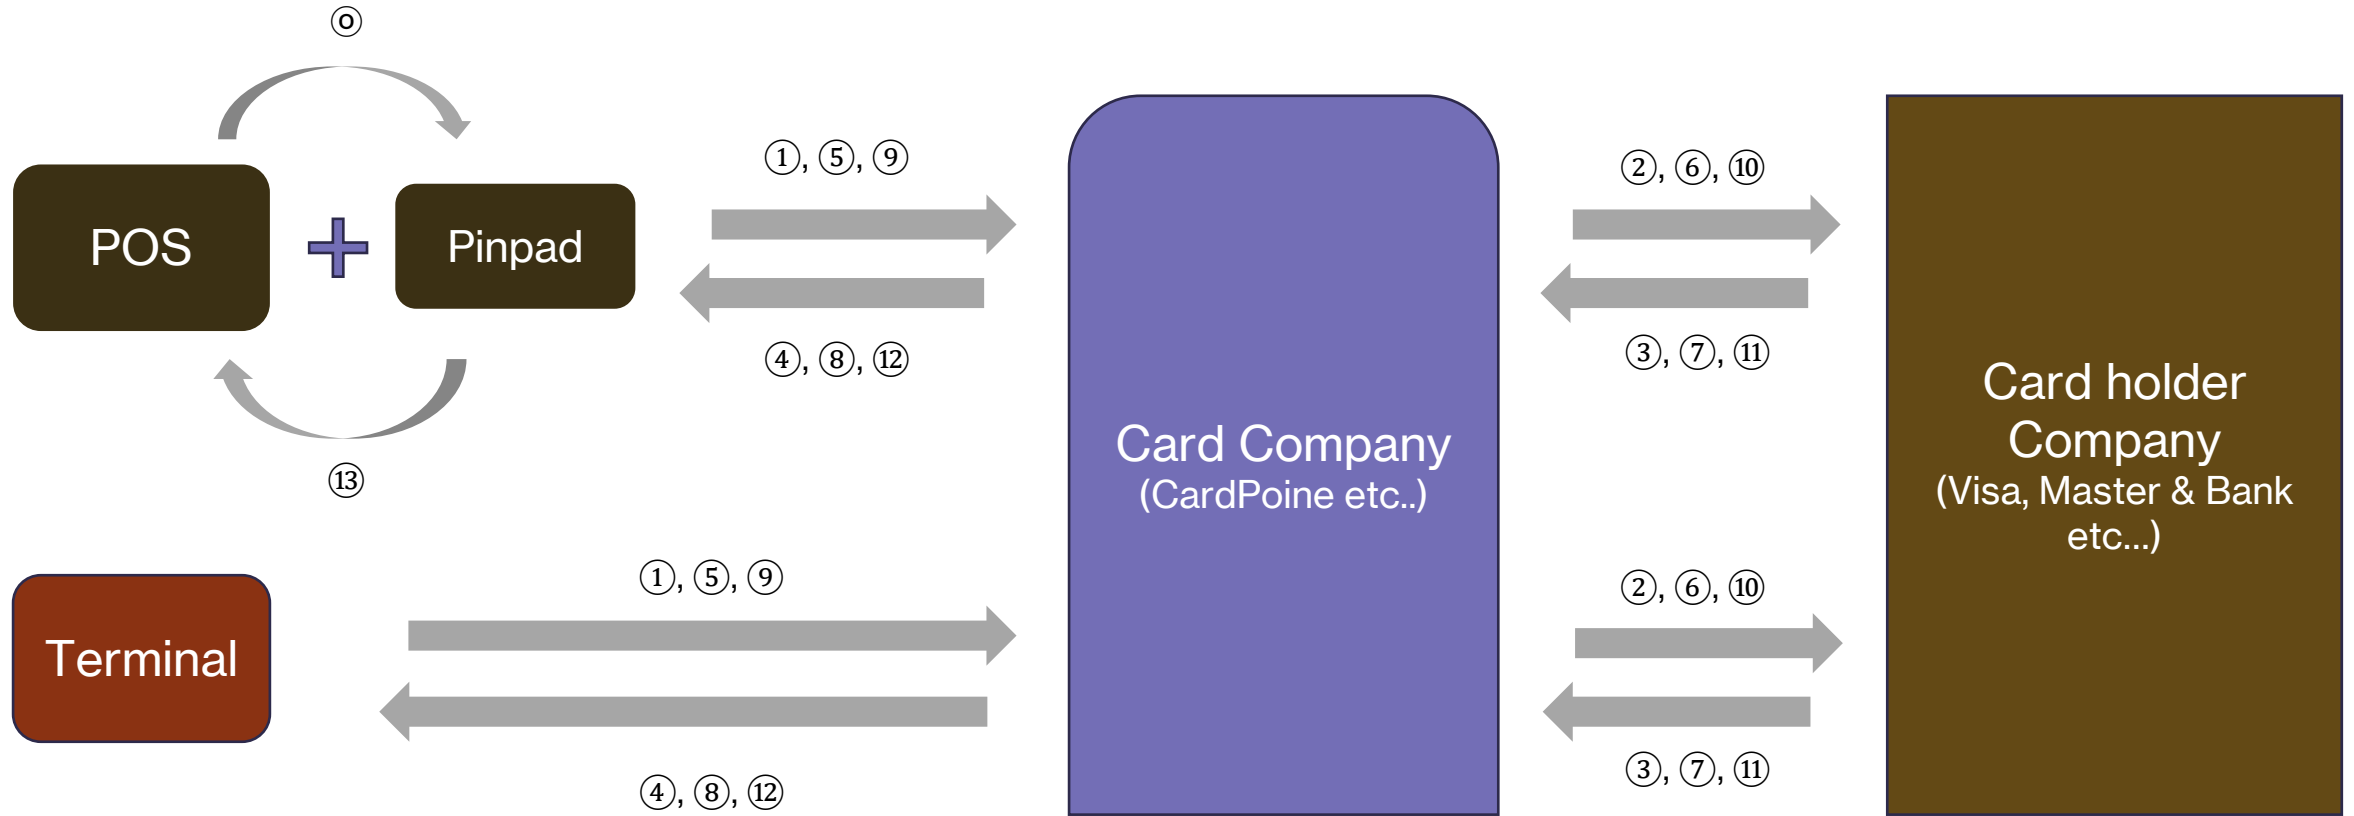 ⓪
①, ⑤, ⑨
②, ⑥, ⑩
POS
Pinpad
④, ⑧, ⑫
③, ⑦, ⑪
⑬
Card Company
(CardPoine etc..)
Card holder
Company
(Visa, Master & Bank
etc...)
①, ⑤, ⑨
②, ⑥, ⑩
Terminal
④, ⑧, ⑫
③, ⑦, ⑪